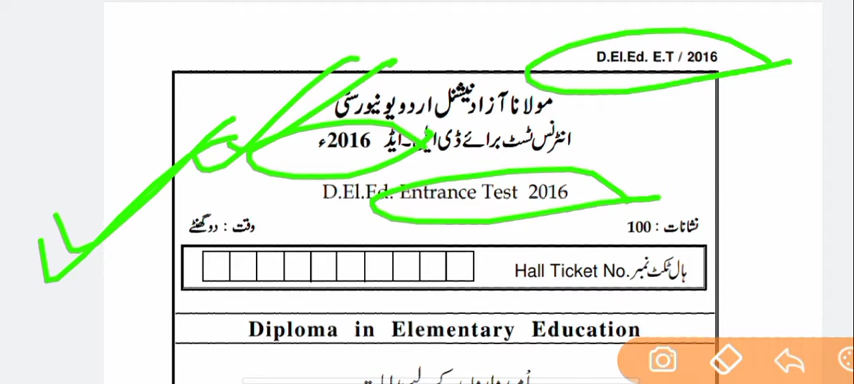 D.El.Ed. E.T / 2016
مولانا آزاد نیشنل اردو یونیورسٹی
انٹرنس ٹسٹ برائے ڈی ایل۔ایڈ 2016ء
D.El.Ed. Entrance Test 2016
نشانات : 100 وقت : دو گھنٹے
ہال ٹکٹ نمبر Hall Ticket No.
Diploma in Elementary Education